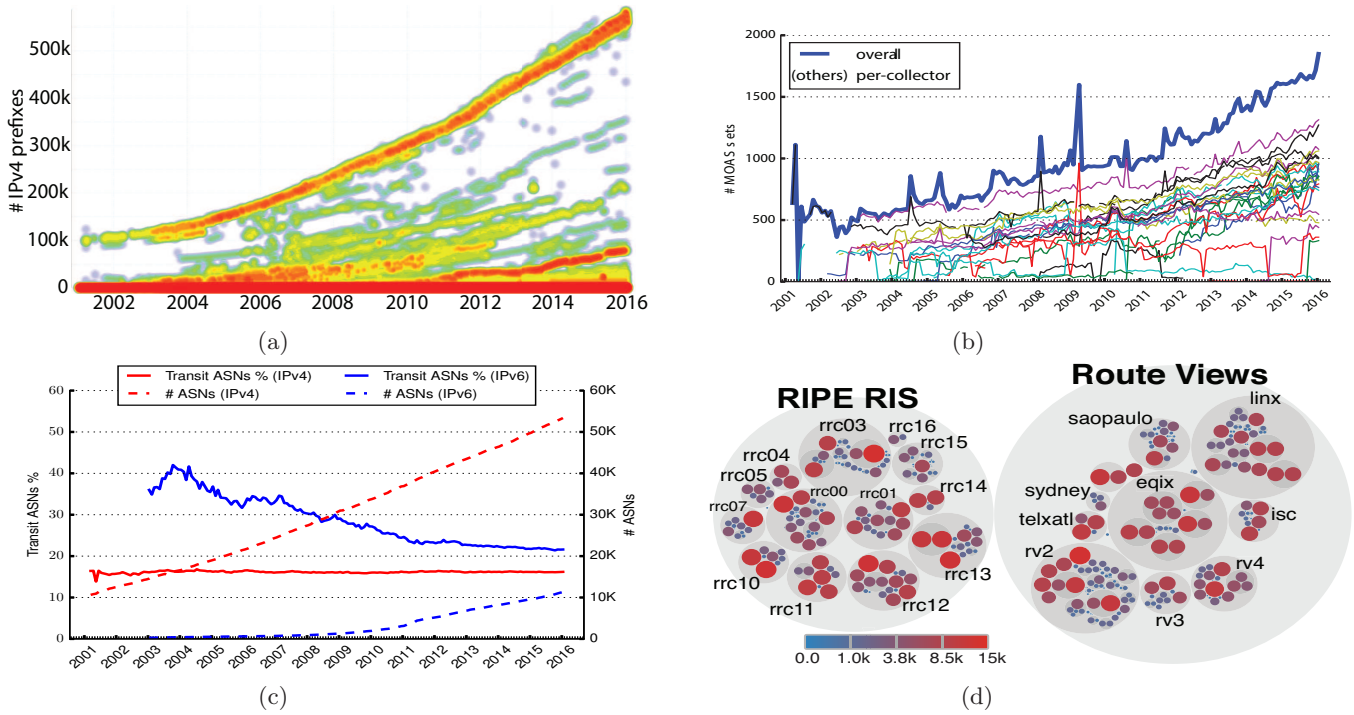 500k
400k
300k
200k
100k
0
# IPv4 prefixes
2002 2004 2006 2008 2010 2012 2014 2016
(a)
2000
1500
1000
500
0
# MOAS s ets
overall
(others) per-collector
2001 2002 2003 2004 2005 2006 2007 2008 2009 2010 2011 2012 2013 2014 2015 2016
(b)
Transit ASNs % (IPv4)
# ASNs (IPv4)
Transit ASNs % (IPv6)
# ASNs (IPv6)
60
50
40
30
20
10
0
Transit ASNs %
60K
50K
40K
30K
20K
10K
0
# ASNs
2001 2002 2003 2004 2005 2006 2007 2008 2009 2010 2011 2012 2013 2014 2015 2016
(c)
RIPE RIS
rrc03
rrc16
rrc15
rrc04
rrc05
rrc00
rrc01
rrc14
rrc07
rrc10
rrc11
rrc12
rrc13
0.0 1.0k 3.8k 8.5k 15k
Route Views
linx
saopaulo
eqix
sydney
telxatl
isc
rv2
rv4
rv3
(d)